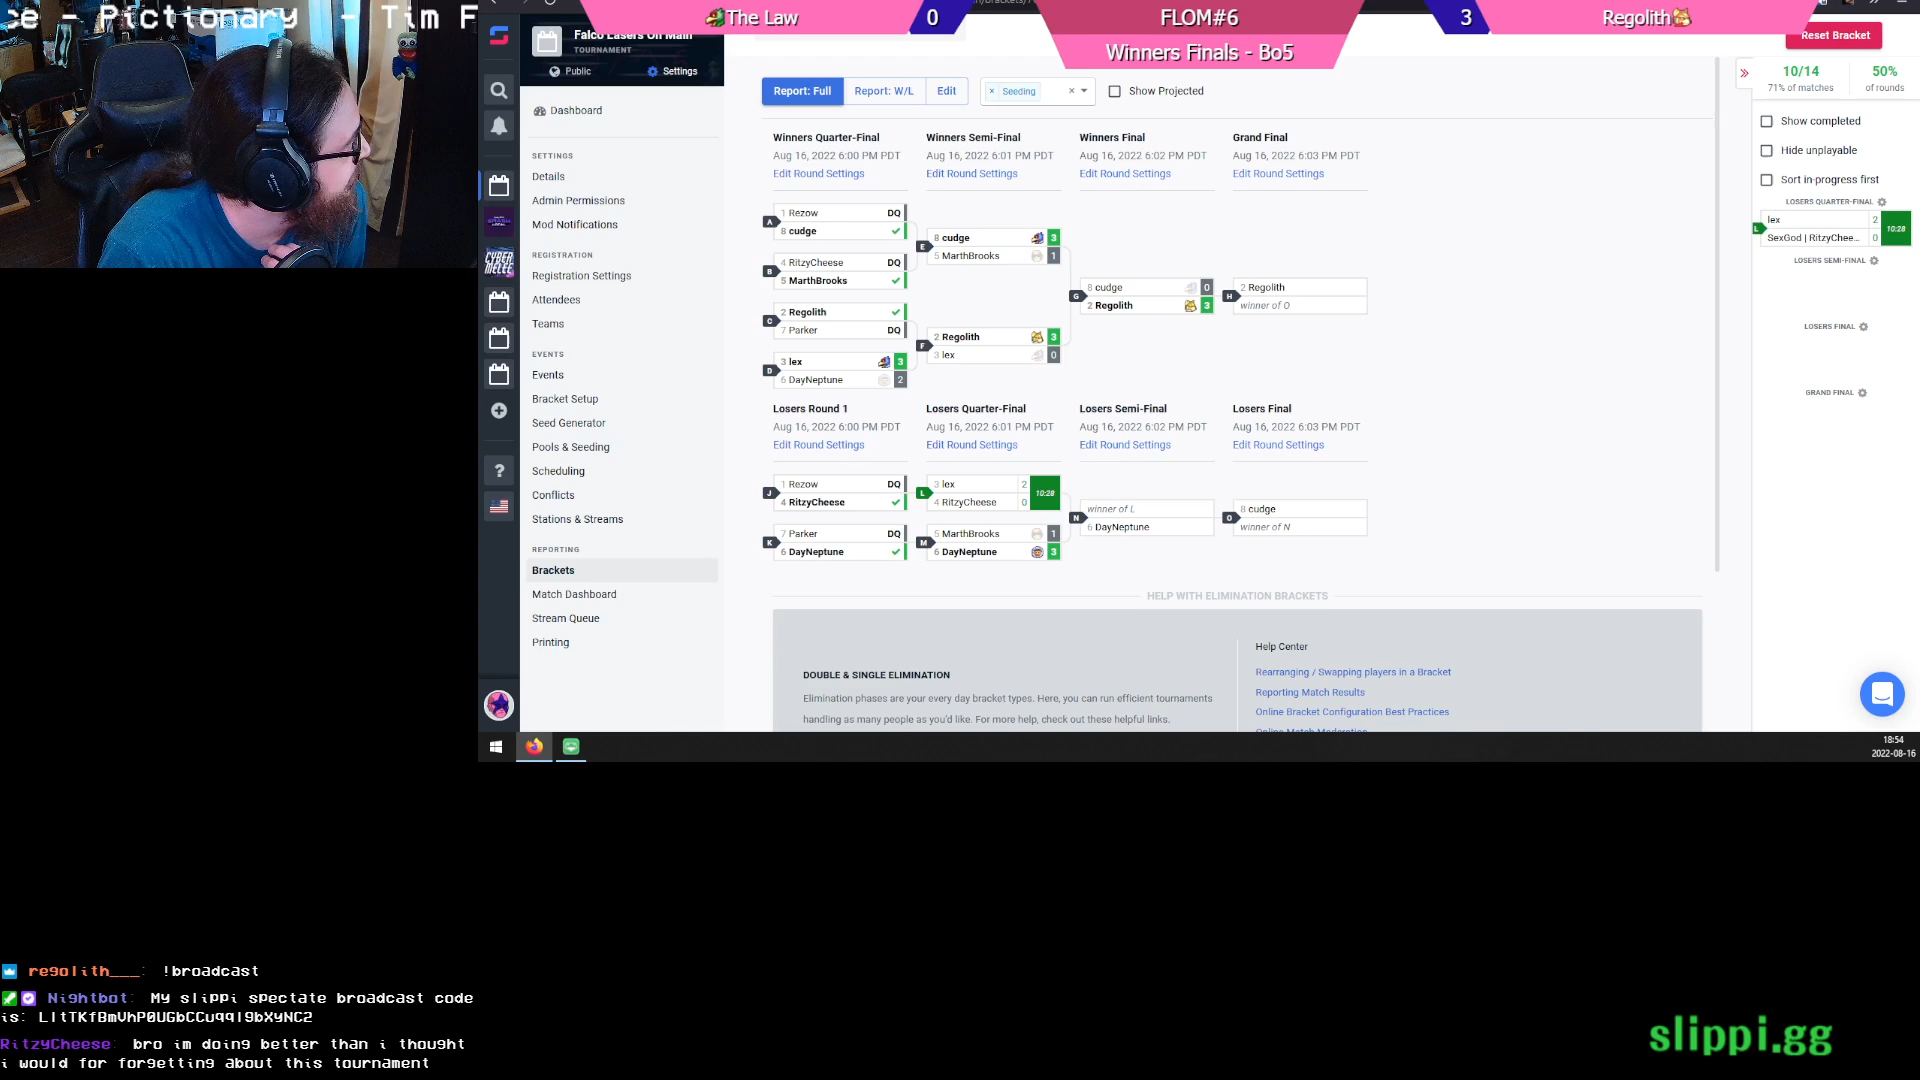 ce - Pictionary - Tim F
The Law
0
FLOM#6
3
Regolith
Winners Finals - Bo5
Falco Lasers On Main
TOURNAMENT
Public
Settings
Dashboard
SETTINGS
Details
Admin Permissions
Mod Notifications
REGISTRATION
Registration Settings
Attendees
Teams
EVENTS
Events
Bracket Setup
Seed Generator
Pools & Seeding
Scheduling
Conflicts
Stations & Streams
REPORTING
Brackets
Match Dashboard
Stream Queue
Printing
CYBER
MELEE
?
Report: Full
Report: W/L
Edit
× Seeding
×
Show Projected
Winners Quarter-Final
Aug 16, 2022 6:00 PM PDT
Edit Round Settings
A
1 Rezow DQ
8 cudge
B
4 RitzyCheese DQ
5 MarthBrooks
C
2 Regolith
7 Parker DQ
D
3 lex 3
6 DayNeptune 2
Winners Semi-Final
Aug 16, 2022 6:01 PM PDT
Edit Round Settings
E
8 cudge 3
5 MarthBrooks 1
F
2 Regolith 3
3 lex 0
Winners Final
Aug 16, 2022 6:02 PM PDT
Edit Round Settings
G
8 cudge 0
2 Regolith 3
Grand Final
Aug 16, 2022 6:03 PM PDT
Edit Round Settings
H
2 Regolith
winner of O
Losers Round 1
Aug 16, 2022 6:00 PM PDT
Edit Round Settings
J
1 Rezow DQ
4 RitzyCheese
K
7 Parker DQ
6 DayNeptune
Losers Quarter-Final
Aug 16, 2022 6:01 PM PDT
Edit Round Settings
L
3 lex 2
4 RitzyCheese 0
10:28
M
5 MarthBrooks 1
6 DayNeptune 3
Losers Semi-Final
Aug 16, 2022 6:02 PM PDT
Edit Round Settings
N
winner of L
6 DayNeptune
Losers Final
Aug 16, 2022 6:03 PM PDT
Edit Round Settings
O
8 cudge
winner of N
HELP WITH ELIMINATION BRACKETS
DOUBLE & SINGLE ELIMINATION
Elimination phases are your every day bracket types. Here, you can run efficient tournaments
handling as many people as you'd like. For more help, check out these helpful links.
Help Center
Rearranging / Swapping players in a Bracket
Reporting Match Results
Online Bracket Configuration Best Practices
Online Match Moderation
Reset Bracket
10/14
71% of matches
50%
of rounds
Show completed
Hide unplayable
Sort in-progress first
LOSERS QUARTER-FINAL
L
lex 2
SexGod | RitzyChee... 0
10:28
LOSERS SEMI-FINAL
LOSERS FINAL
GRAND FINAL
18:54
2022-08-16
regolith___: !broadcast
Nightbot: My slippi spectate broadcast code
RitzyCheese: bro im doing better than i thought
i would for forgetting about this tournament
slippi.gg